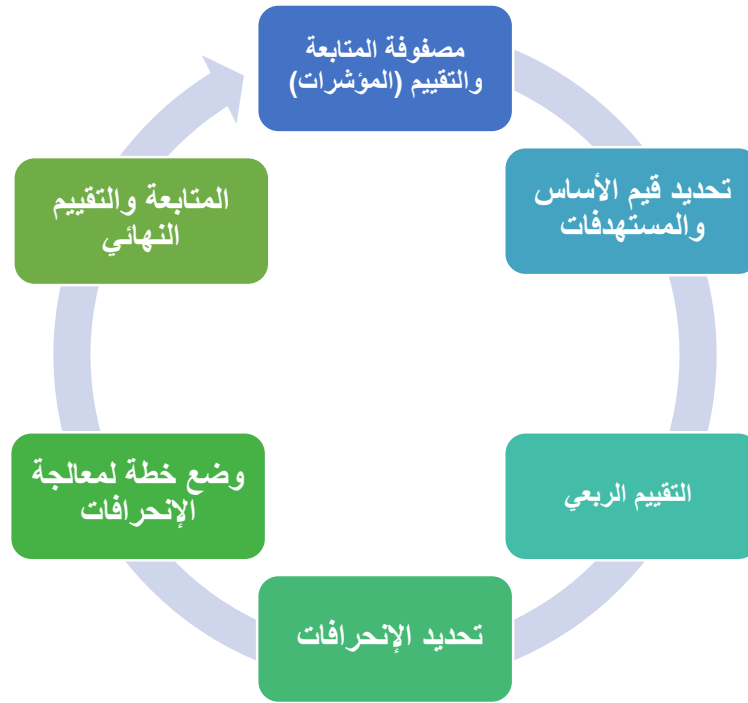 مصفوفة المتابعة
والتقييم (المؤشرات)
تحديد قيم الأساس
والمستهدفات
التقييم الربعي
تحديد الإنحرافات
وضع خطة لمعالجة
الإنحرافات
المتابعة والتقييم
النهائي